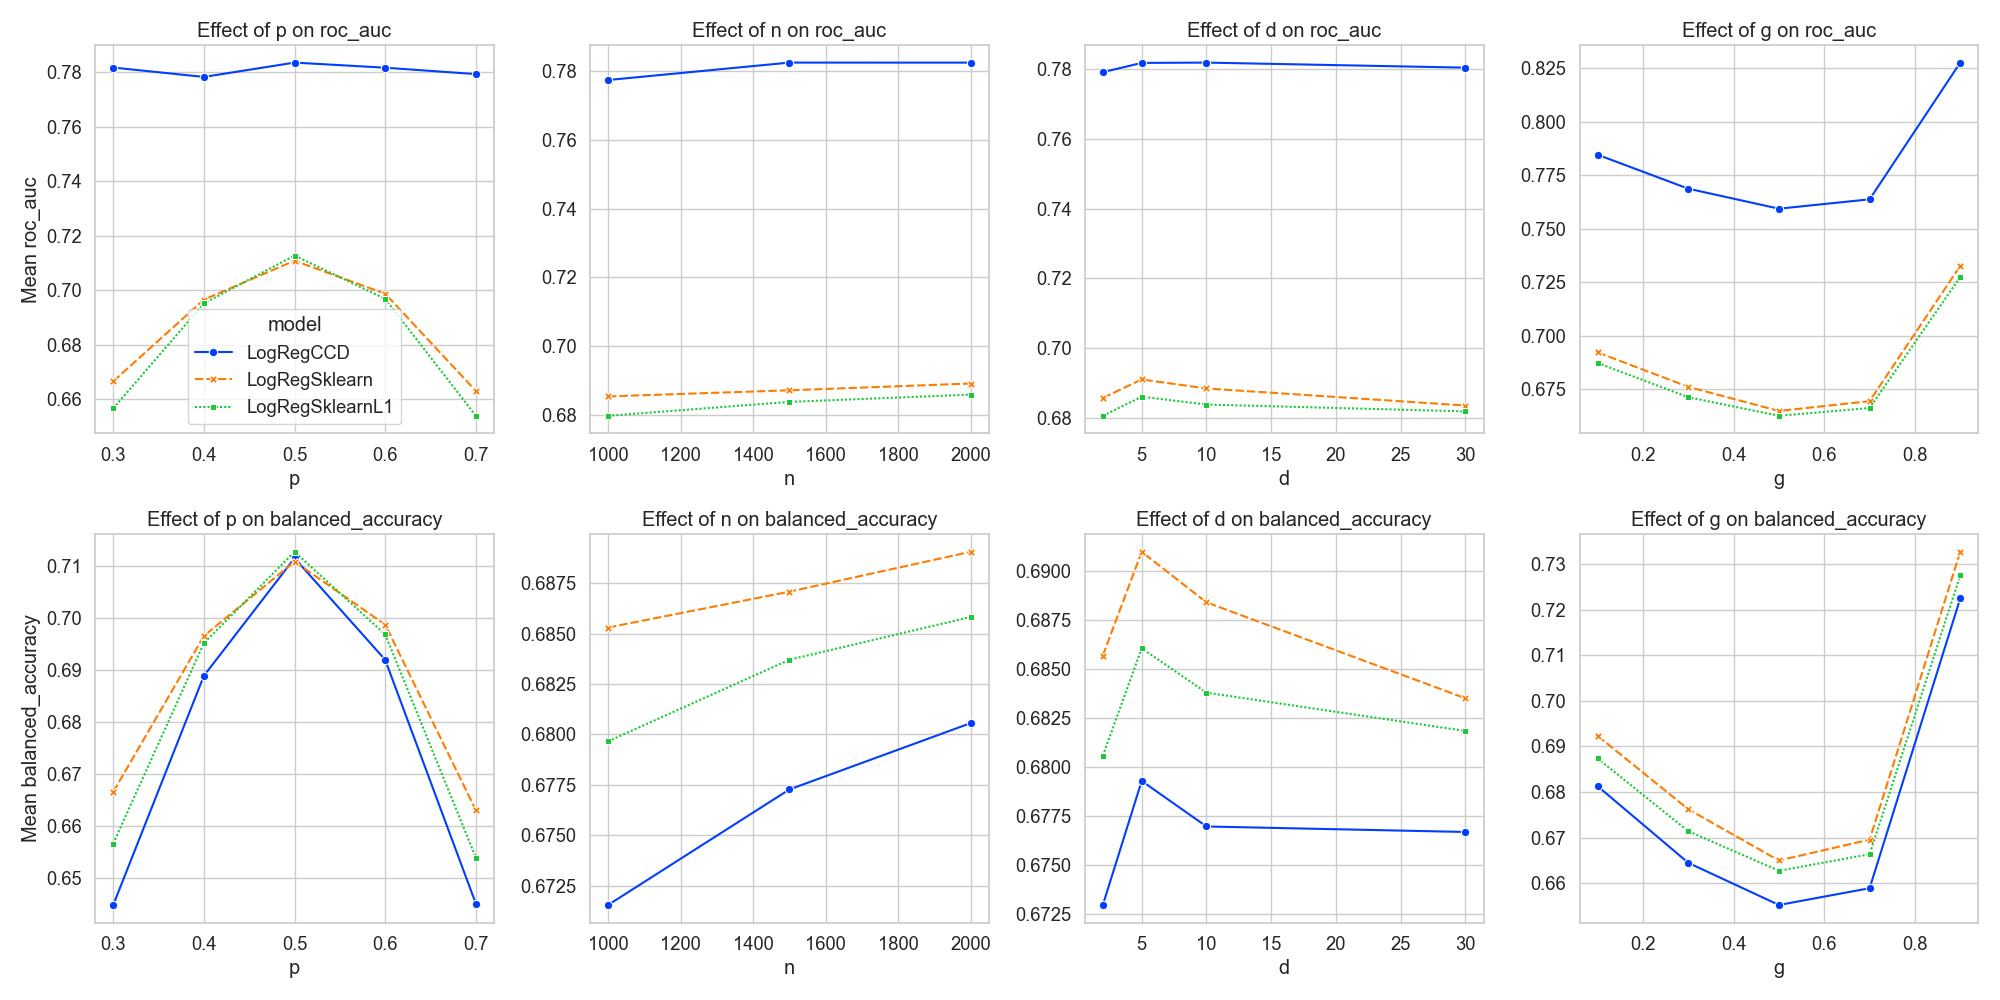 Effect of p on roc_auc
Effect of n on roc_auc
Effect of d on roc_auc
Effect of g on roc_auc
Mean roc_auc
0.78
0.76
0.74
0.72
0.70
0.68
0.66
model
LogRegCCD
LogRegSklearn
LogRegSklearnL1
0.3 0.4 0.5 0.6 0.7
p
0.78
0.76
0.74
0.72
0.70
0.68
1000 1200 1400 1600 1800 2000
n
0.78
0.76
0.74
0.72
0.70
0.68
5 10 15 20 25 30
d
0.825
0.800
0.775
0.750
0.725
0.700
0.675
0.2 0.4 0.6 0.8
g
Effect of p on balanced_accuracy
Effect of n on balanced_accuracy
Effect of d on balanced_accuracy
Effect of g on balanced_accuracy
Mean balanced_accuracy
0.71
0.70
0.69
0.68
0.67
0.66
0.65
0.3 0.4 0.5 0.6 0.7
p
0.6875
0.6850
0.6825
0.6800
0.6775
0.6750
0.6725
1000 1200 1400 1600 1800 2000
n
0.6900
0.6875
0.6850
0.6825
0.6800
0.6775
0.6750
0.6725
5 10 15 20 25 30
d
0.73
0.72
0.71
0.70
0.69
0.68
0.67
0.66
0.2 0.4 0.6 0.8
g